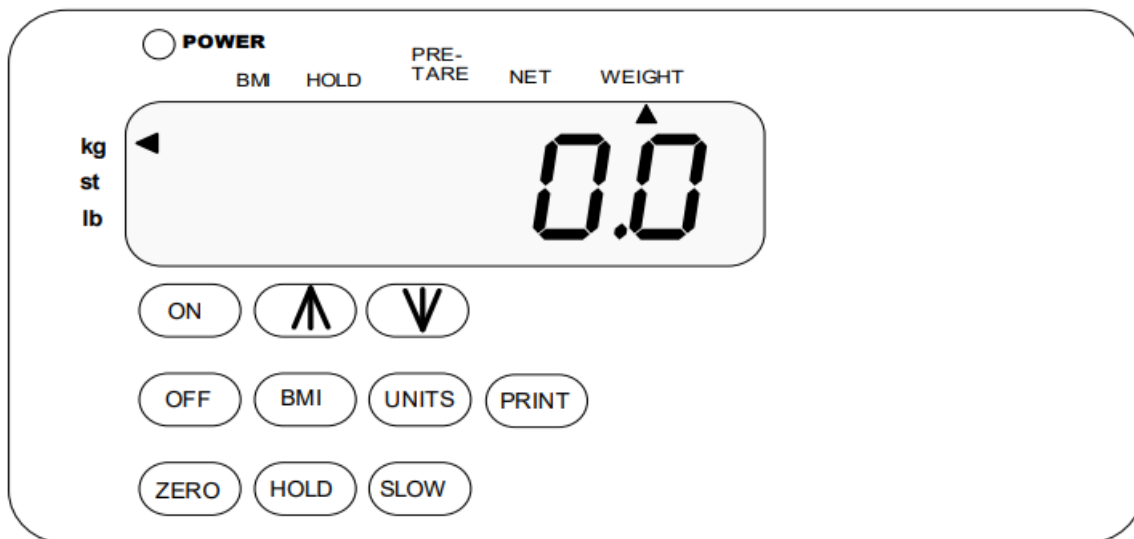 POWER
BMI HOLD PRE-
TARE NET WEIGHT
kg
st
lb
0.0
ON
OFF BMI UNITS PRINT
ZERO HOLD SLOW